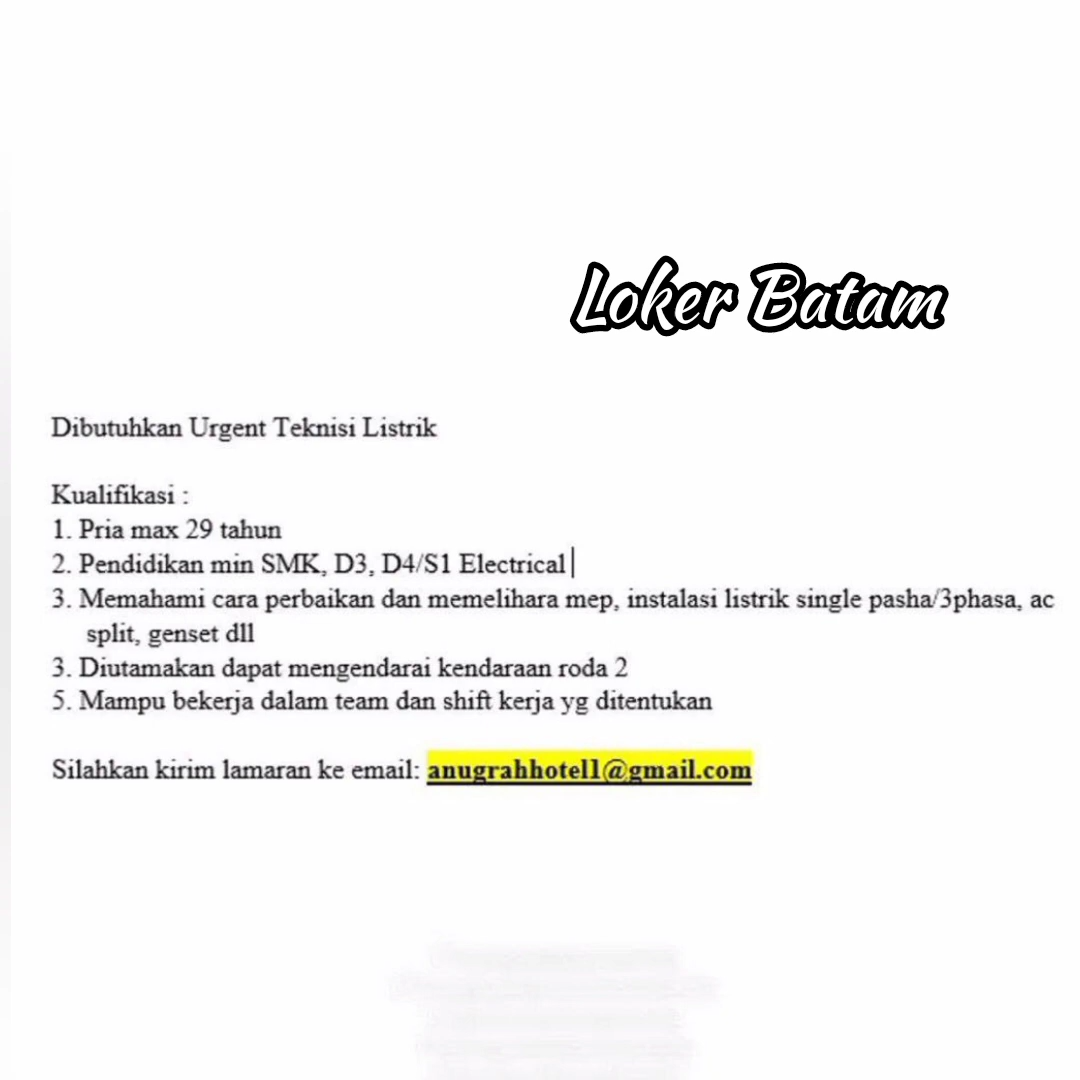 Loker Batam
Dibutuhkan Urgent Teknisi Listrik
Kualifikasi :
1. Pria max 29 tahun
2. Pendidikan min SMK, D3, D4/S1 Electrical
3. Memahami cara perbaikan dan memelihara mep, instalasi listrik single pasha/3phasa, ac
split, genset dll
3. Diutamakan dapat mengendarai kendaraan roda 2
5. Mampu bekerja dalam team dan shift kerja yg ditentukan
Silahkan kirim lamaran ke email: anugrahhotel1@gmail.com